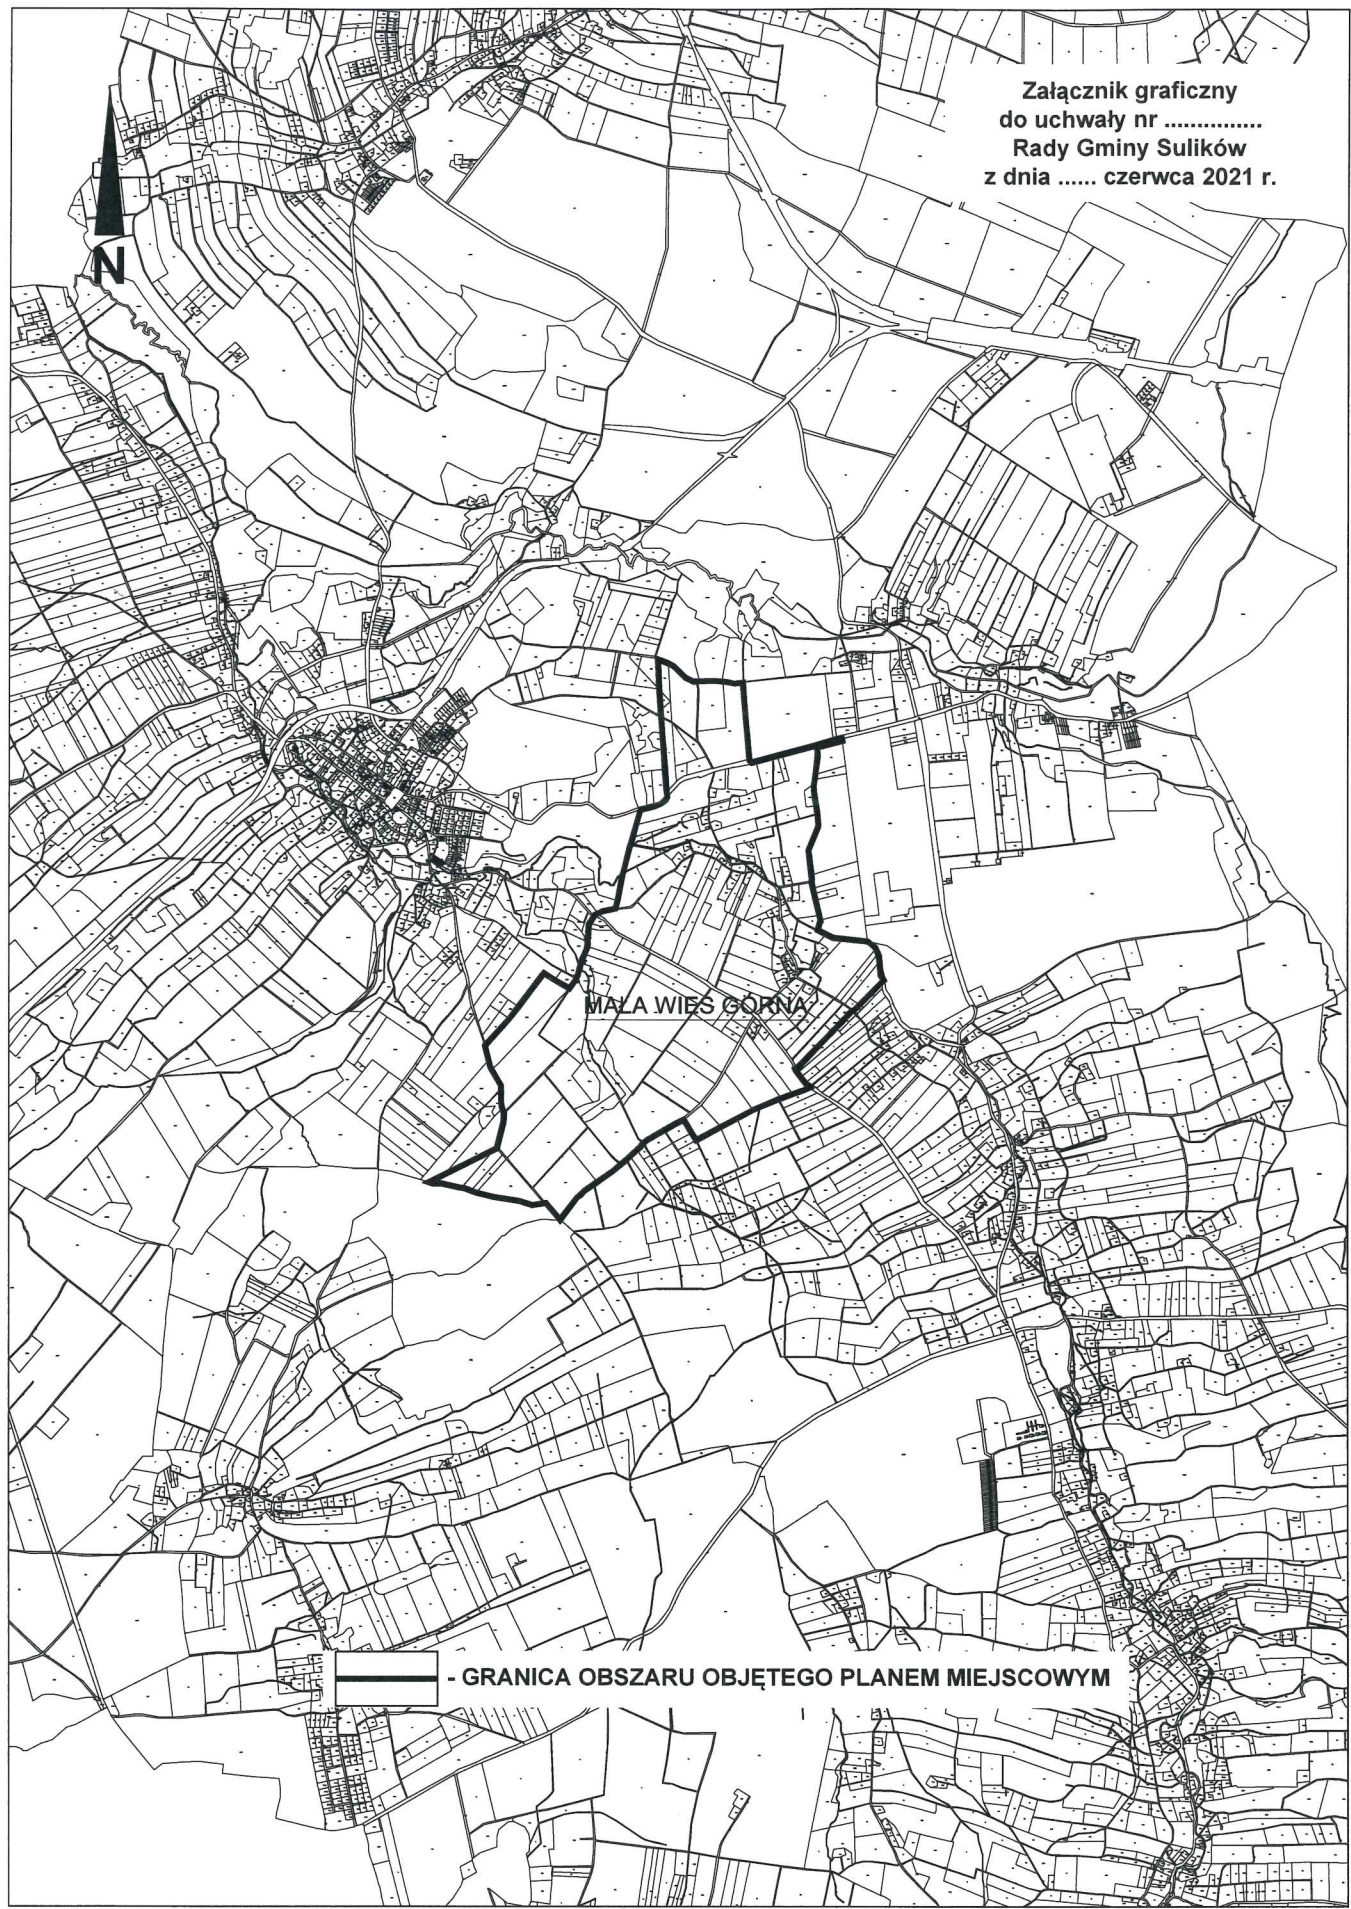 Załącznik graficzny
do uchwały nr ...............
Rady Gminy Sulików
z dnia ...... czerwca 2021 r.
N
MAŁA WIEŚ GÓRNA
- GRANICA OBSZARU OBJĘTEGO PLANEM MIEJSCOWYM